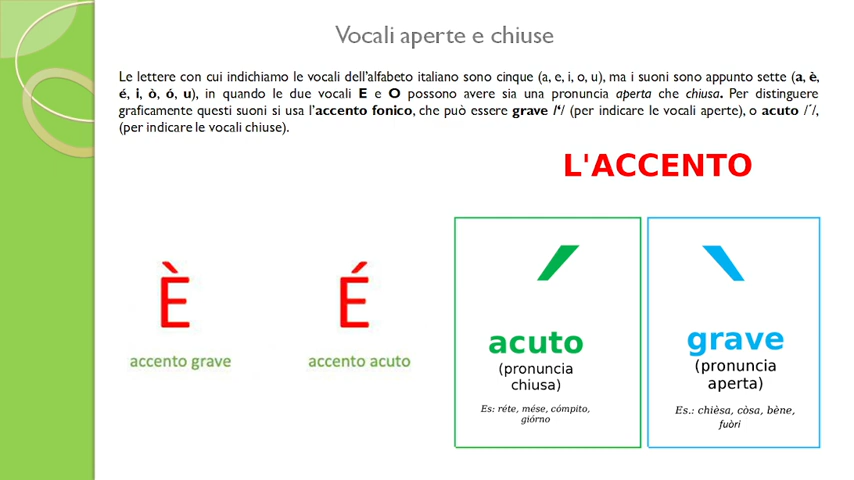 Vocali aperte e chiuse
Le lettere con cui indichiamo le vocali dell'alfabeto italiano sono cinque (a, e, i, o, u), ma i suoni sono appunto sette (a, è,
é, i, ò, ó, u), in quando le due vocali E e O possono avere sia una pronuncia aperta che chiusa. Per distinguere
graficamente questi suoni si usa l'accento fonico, che può essere grave /‵/ (per indicare le vocali aperte), o acuto /´/,
(per indicare le vocali chiuse).
L'ACCENTO
È
accento grave
É
accento acuto
´
acuto
(pronuncia
chiusa)
Es: réte, mése, cómpito,
giórno
`
grave
(pronuncia
aperta)
Es.: chièsa, còsa, bène,
fuòri